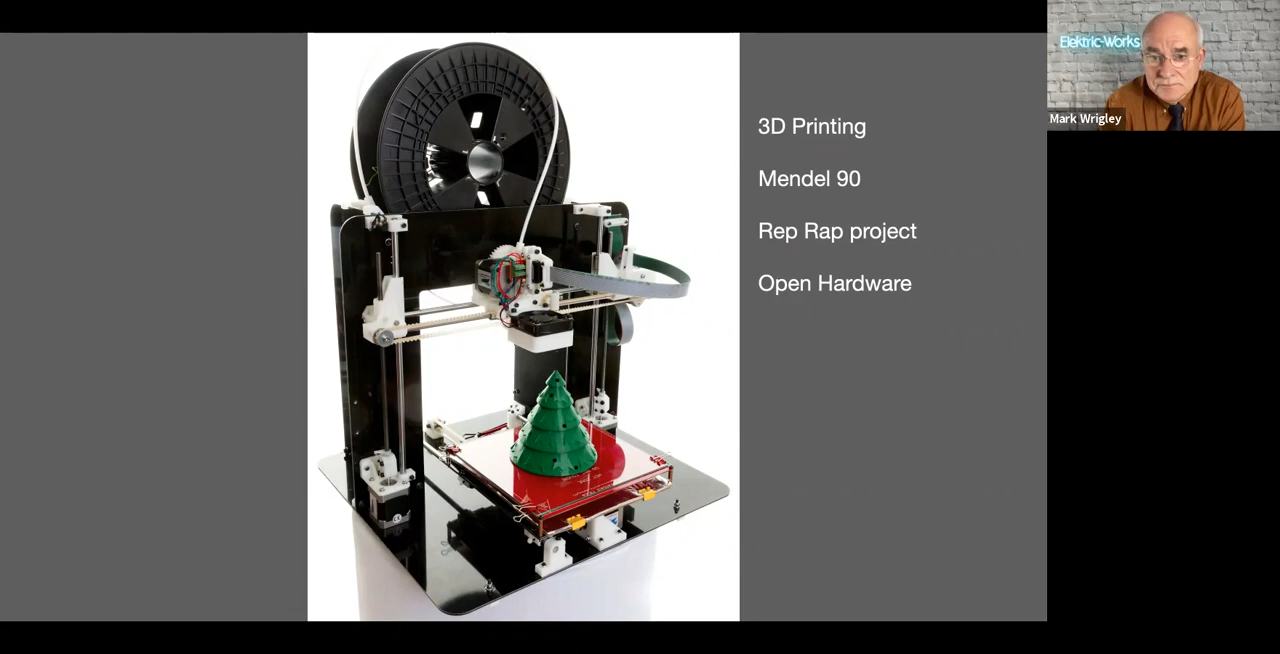 3D Printing
Mendel 90
Rep Rap project
Open Hardware
Elektric-Works
Mark Wrigley